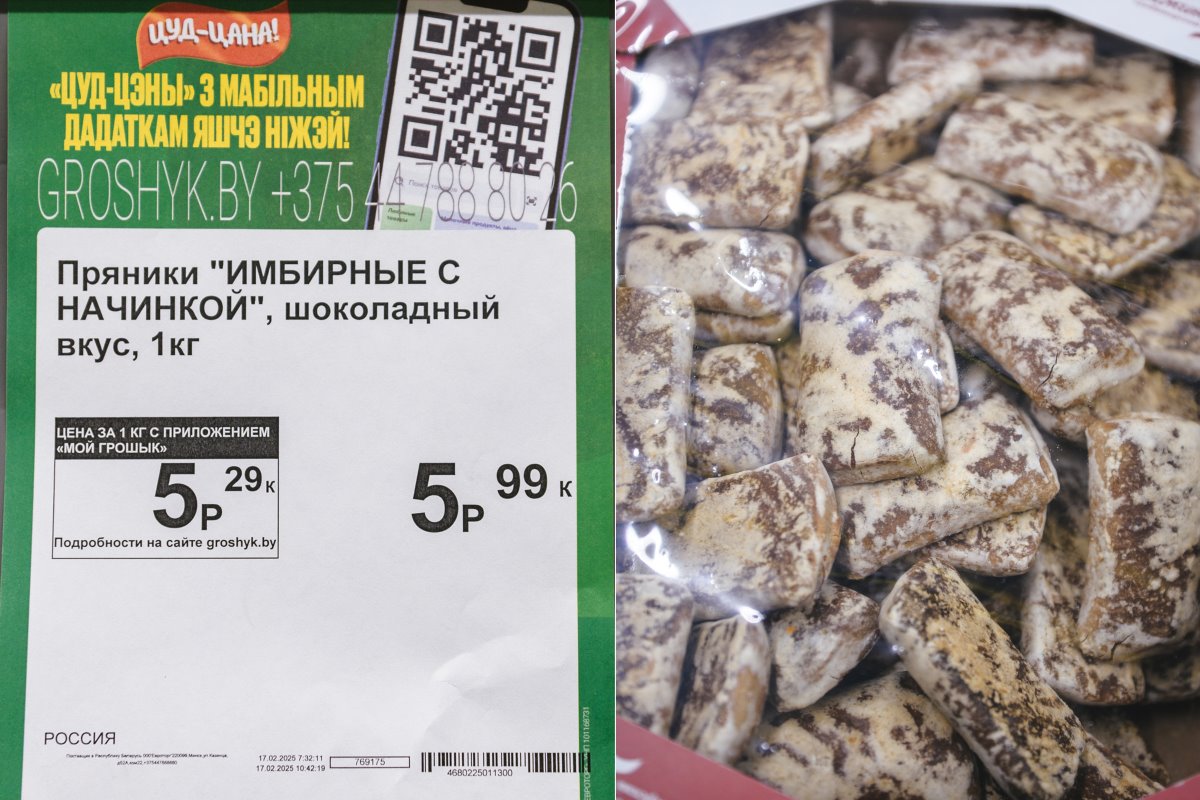 ЦУД-ЦАНА!
«ЦУД-ЦЭНЫ» З МАБІЛЬНЫМ
ДАДАТКАМ ЯШЧЭ НІЖЭЙ!
GROSHYK.BY +375 44 788 80 26
Поиск
Пряники "ИМБИРНЫЕ С
НАЧИНКОЙ", шоколадный
вкус, 1кг
ЦЕНА ЗА 1 КГ С ПРИЛОЖЕНИЕМ
«МОЙ ГРОШЫК»
5Р 29 К
5Р 99 К
Подробности на сайте groshyk.by
РОССИЯ
17.02.2025 7:32:11
17.02.2025 10:42:19
769175
4680225011300